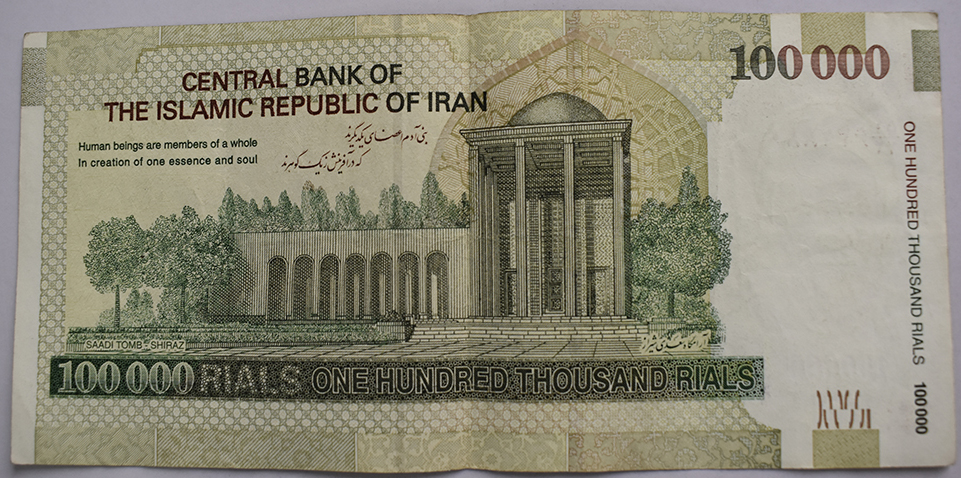 CENTRAL BANK OF
THE ISLAMIC REPUBLIC OF IRAN
100 000
بنی آدم اعضای یکدیگرند
که در آفرینش ز یک گوهرند
Human beings are members of a whole
In creation of one essence and soul
ONE HUNDRED THOUSAND RIALS 100 000
SAADI TOMB - SHIRAZ
آرامگاه سعدی شیراز
100 000 RIALS ONE HUNDRED THOUSAND RIALS